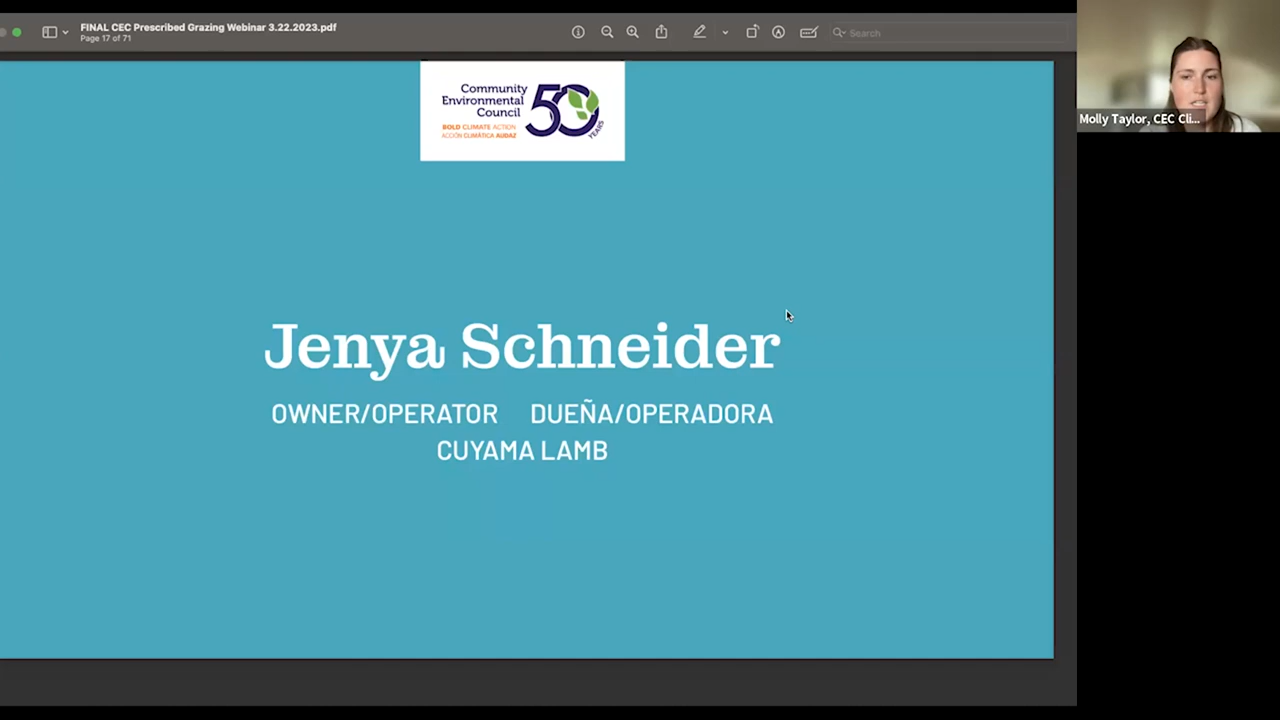 FINAL CEC Prescribed Grazing Webinar 3.22.2023.pdf
Page 17 of 71
Search
Molly Taylor, CEC Cli...
Community
Environmental
Council
50
YEARS
BOLD CLIMATE ACTION
ACCIÓN CLIMÁTICA AUDAZ
Jenya Schneider
OWNER/OPERATOR DUEÑA/OPERADORA
CUYAMA LAMB